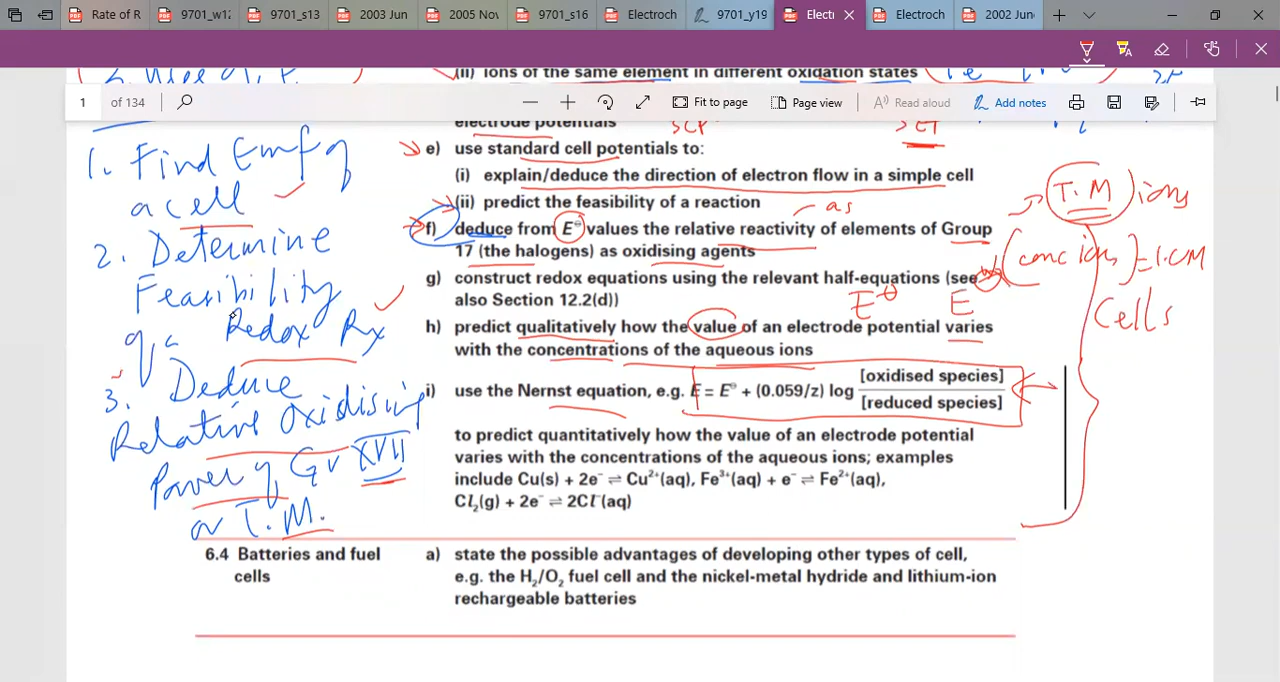 Rate of R
9701_w12
9701_s13
2003 Jun
2005 Nov
9701_s16
Electroch
9701_y19
Electi
Electroch
2002 Jun
1 of 134
Fit to page
Page view
Read aloud
Add notes
(ii) ions of the same element in different oxidation states
electrode potentials
SCP
e) use standard cell potentials to:
(i) explain/deduce the direction of electron flow in a simple cell
(ii) predict the feasibility of a reaction
as
f) deduce from E⊖ values the relative reactivity of elements of Group
17 (the halogens) as oxidising agents
g) construct redox equations using the relevant half-equations (see
also Section 12.2(d))
E⊖ E
h) predict qualitatively how the value of an electrode potential varies
with the concentrations of the aqueous ions
i) use the Nernst equation, e.g. E = E⊖ + (0.059/z) log [oxidised species]
[reduced species]
to predict quantitatively how the value of an electrode potential
varies with the concentrations of the aqueous ions; examples
include Cu(s) + 2e⁻ ⇌ Cu²⁺(aq), Fe³⁺(aq) + e⁻ ⇌ Fe²⁺(aq),
Cl₂(g) + 2e⁻ ⇌ 2Cl⁻(aq)
6.4 Batteries and fuel
cells
a) state the possible advantages of developing other types of cell,
e.g. the H₂/O₂ fuel cell and the nickel-metal hydride and lithium-ion
rechargeable batteries
1. Find Emf of
a cell
2. Determine
Feasibility
of a Redox Rx
3. Deduce
Relative Oxidising
Power of Gr XVII
or T.M.
T.M ions
(conc ions) =
Cells